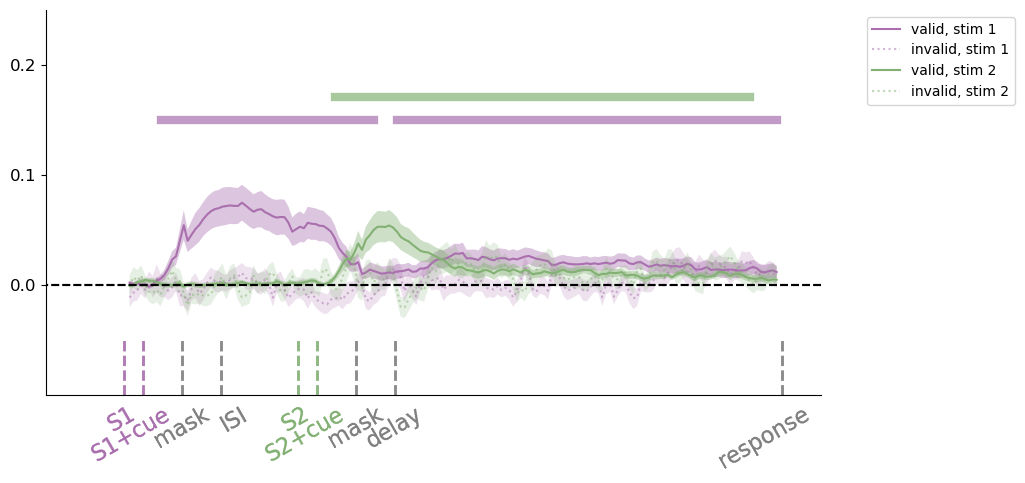 0.2
0.1
0.0
valid, stim 1
invalid, stim 1
valid, stim 2
invalid, stim 2
S1
S1+cue
mask
ISI
S2
S2+cue
mask
delay
response